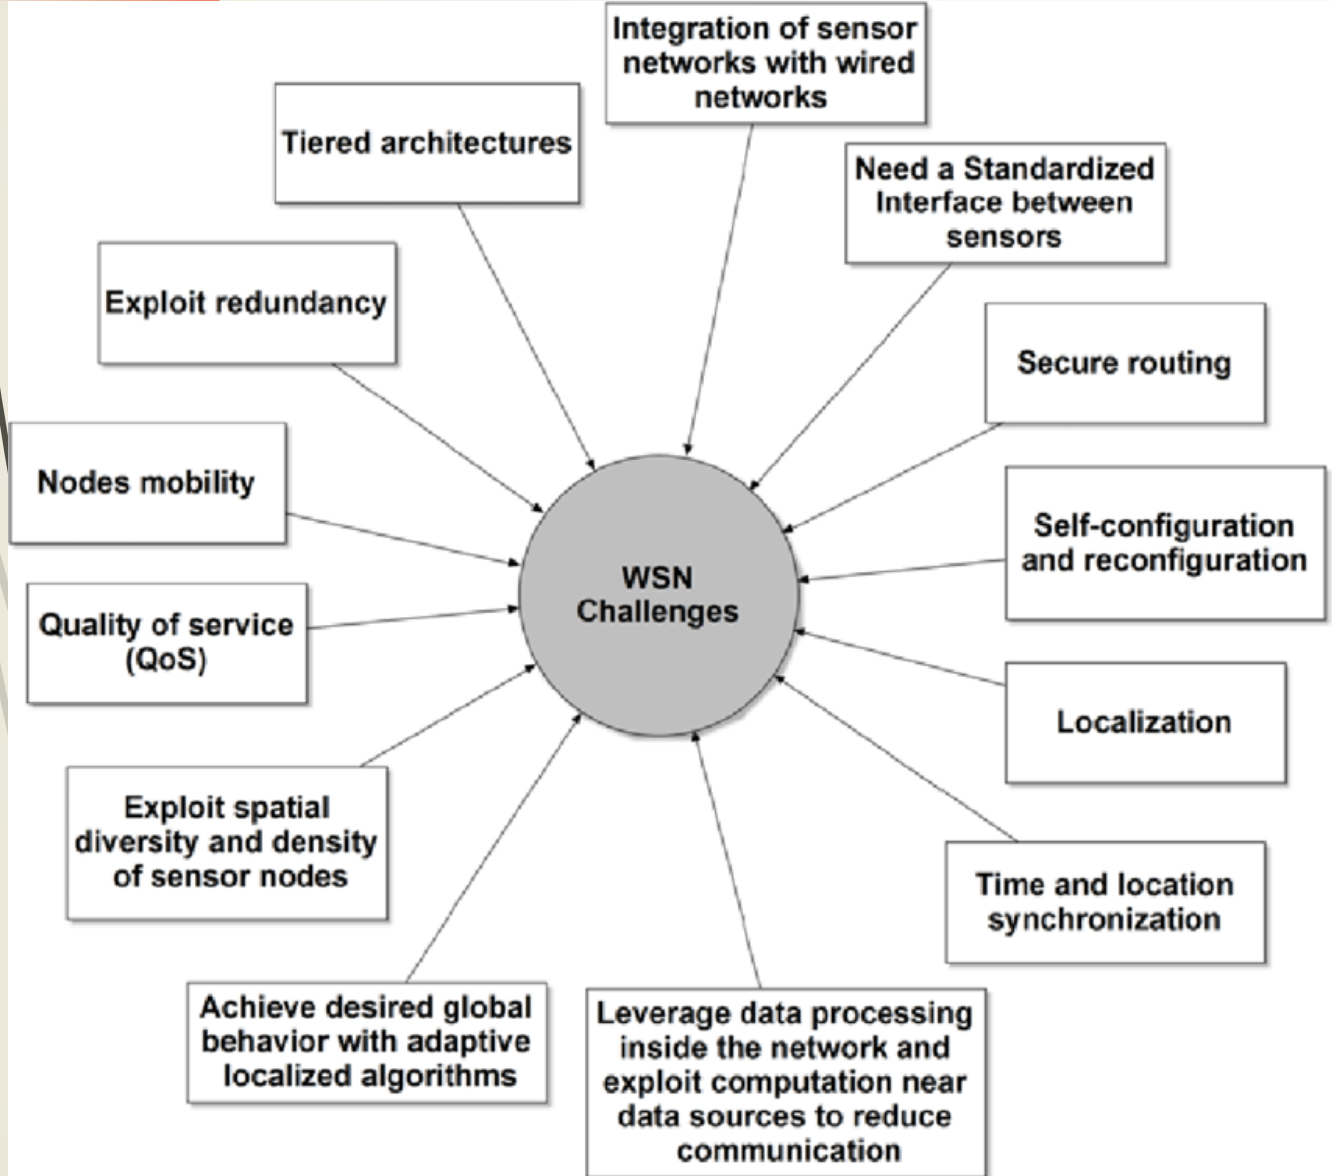 Integration of sensor
networks with wired
networks
Tiered architectures
Need a Standardized
Interface between
sensors
Exploit redundancy
Secure routing
Nodes mobility
Self-configuration
and reconfiguration
WSN
Challenges
Quality of service
(QoS)
Localization
Exploit spatial
diversity and density
of sensor nodes
Time and location
synchronization
Achieve desired global
behavior with adaptive
localized algorithms
Leverage data processing
inside the network and
exploit computation near
data sources to reduce
communication